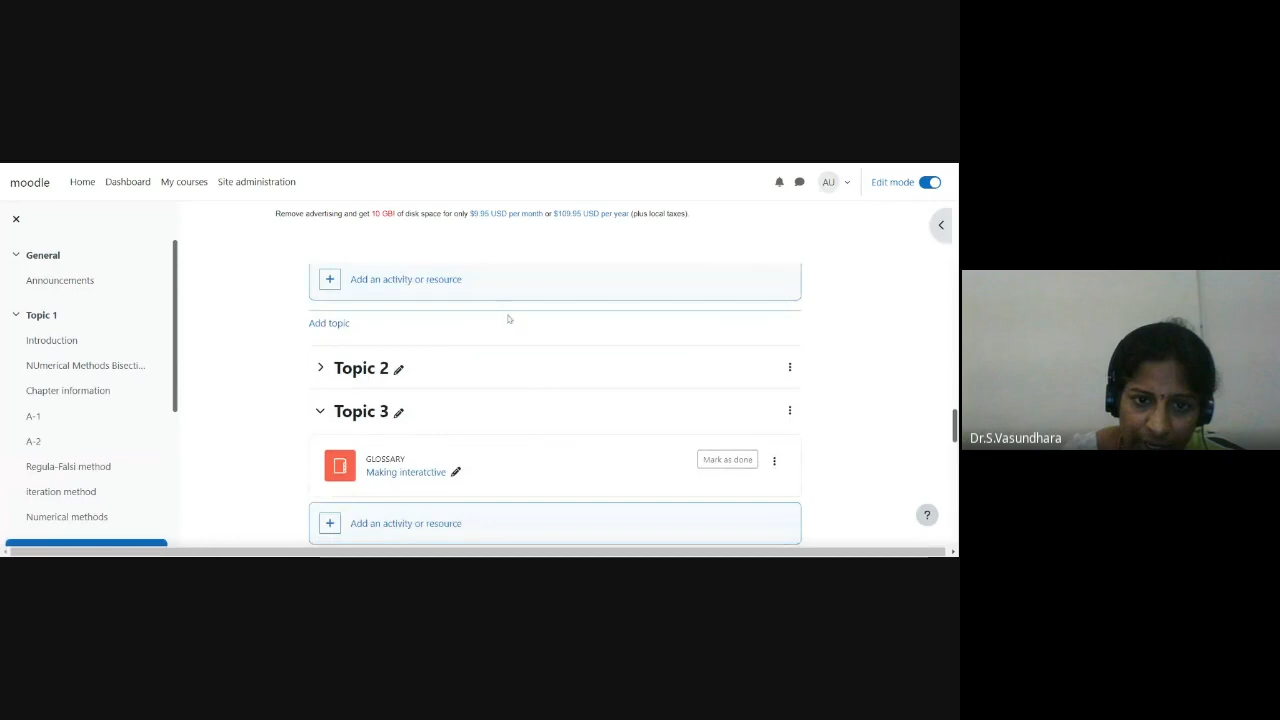 moodle Home Dashboard My courses Site administration AU Edit mode
Remove advertising and get 10 GB! of disk space for only $9.95 USD per month or $109.95 USD per year (plus local taxes).
General
Announcements
Topic 1
Introduction
NUmerical Methods Bisecti...
Chapter information
A-1
A-2
Regula-Falsi method
iteration method
Numerical methods
Add an activity or resource
Add topic
Topic 2
Topic 3
GLOSSARY
Making interatctive
Mark as done
Add an activity or resource
?
Dr.S.Vasundhara